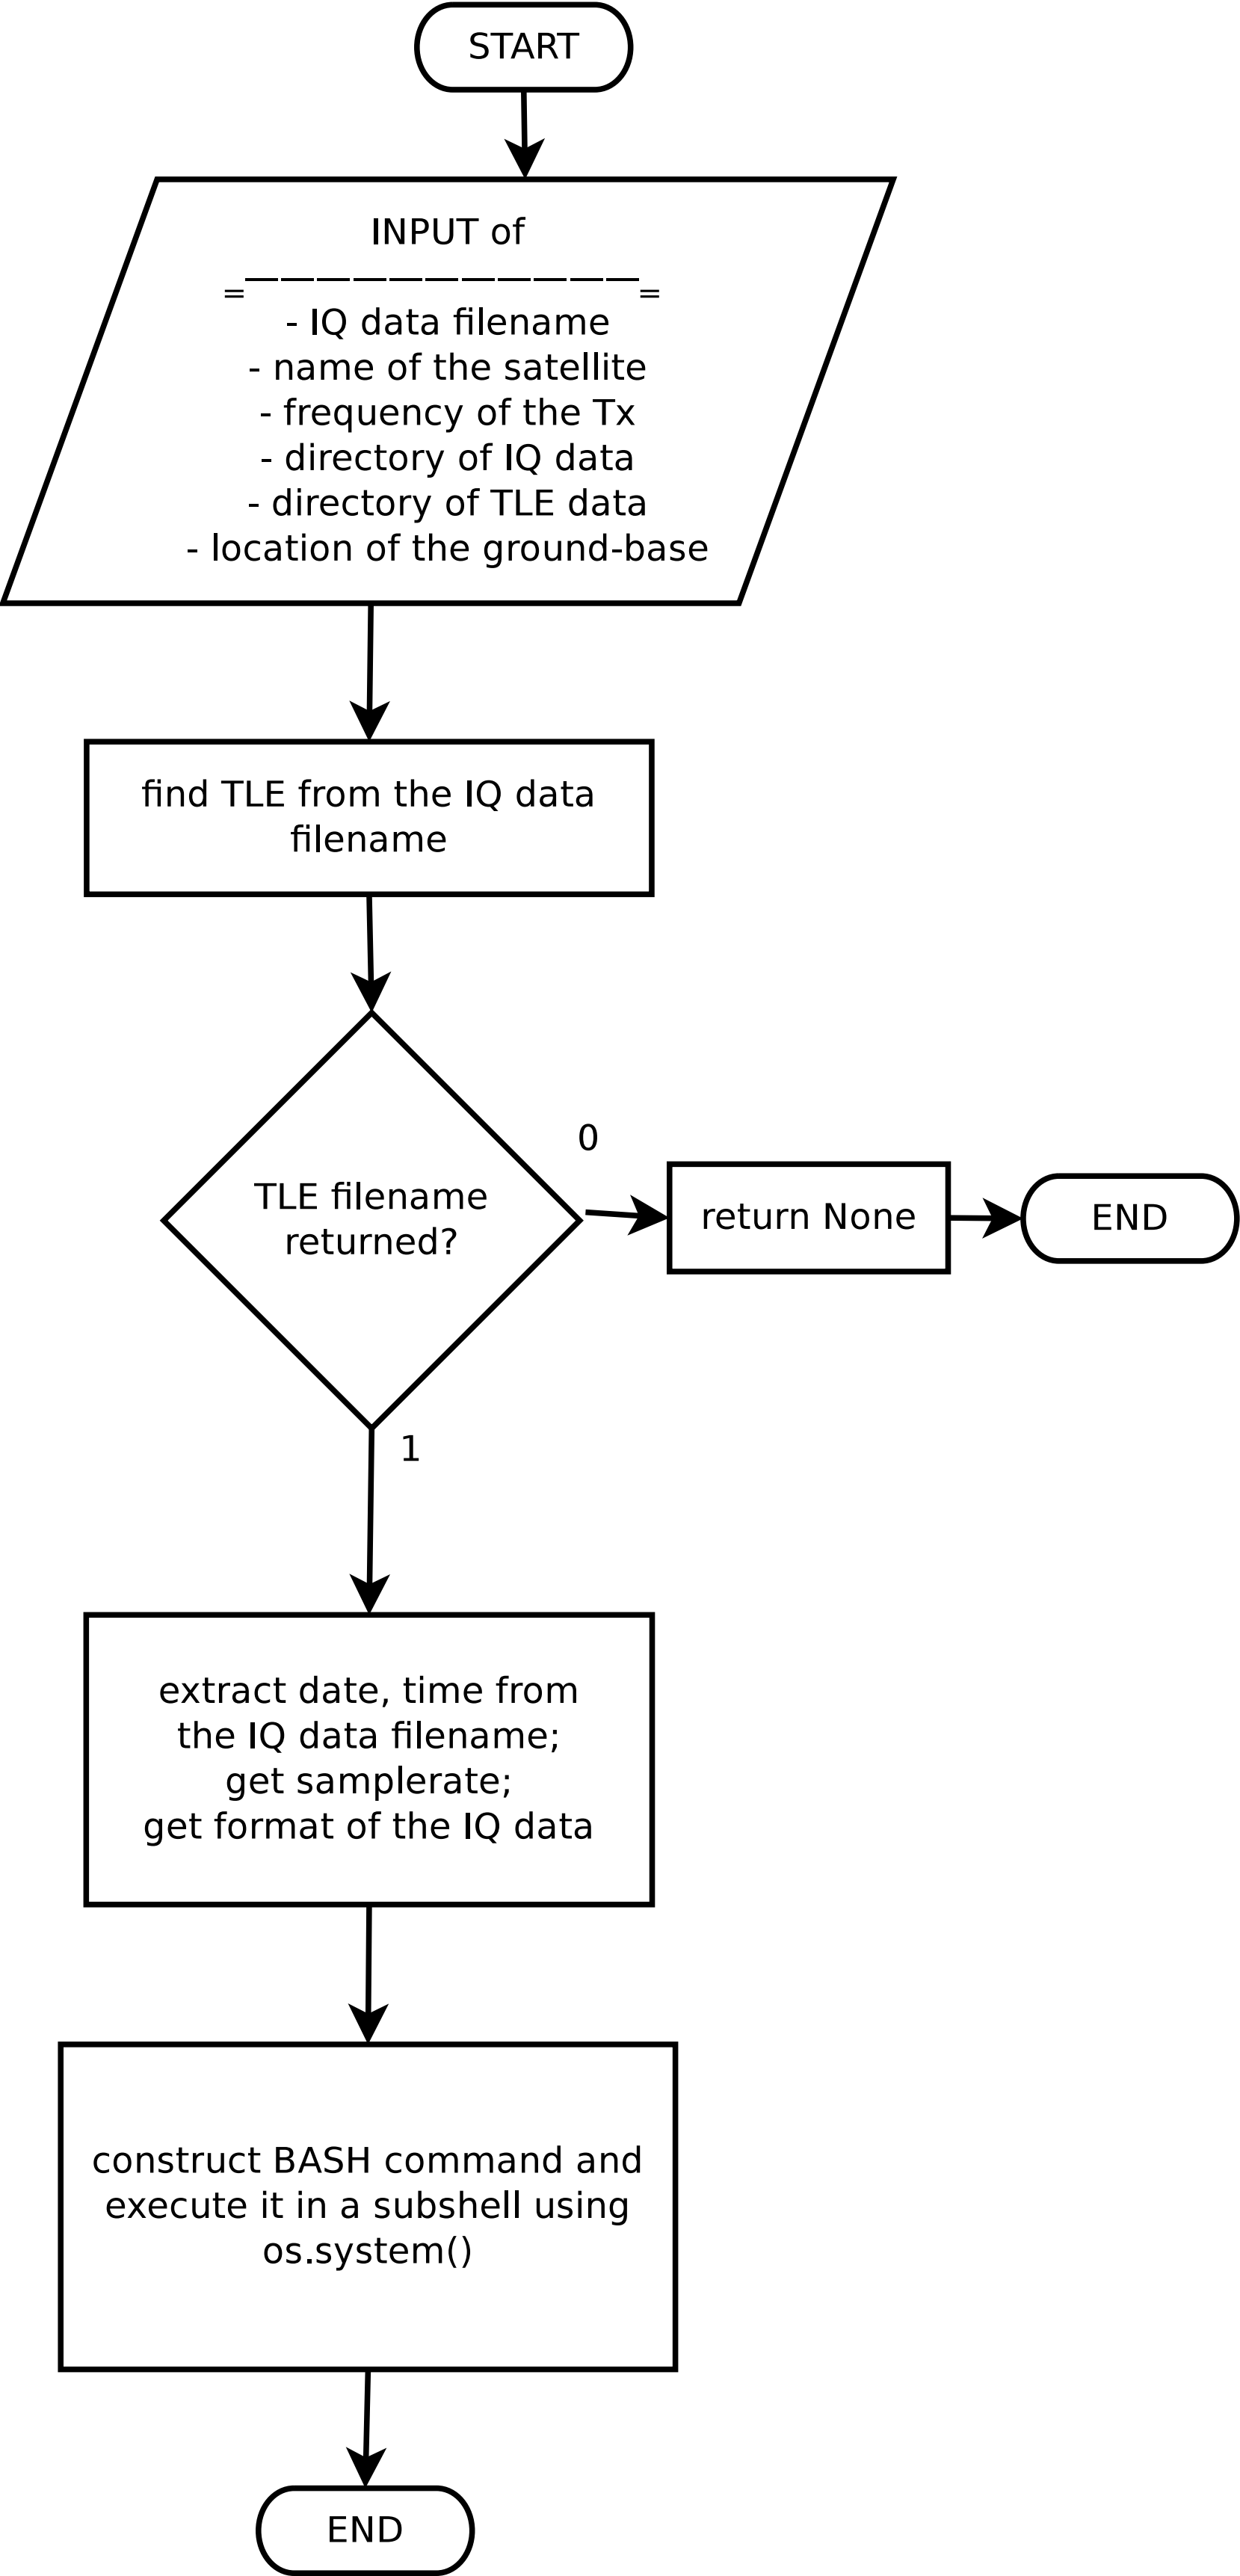 START
INPUT of
=‾‾‾‾‾‾‾‾‾‾‾=
- IQ data filename
- name of the satellite
- frequency of the Tx
- directory of IQ data
- directory of TLE data
- location of the ground-base
find TLE from the IQ data
filename
TLE filename
returned?
0
return None
END
1
extract date, time from
the IQ data filename;
get samplerate;
get format of the IQ data
construct BASH command and
execute it in a subshell using
os.system()
END